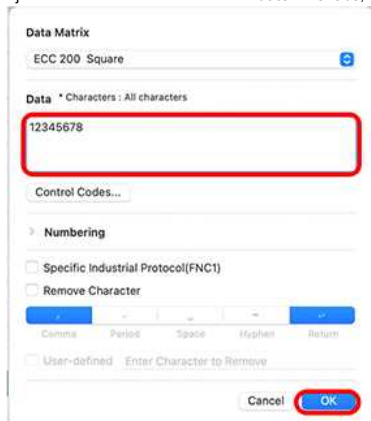 Data Matrix
ECC 200 Square
Data * Characters : All characters
12345678
Control Codes...
Numbering
Specific Industrial Protocol(FNC1)
Remove Character
Comma Period Space Hyphen Return
User-defined Enter Character to Remove
Cancel OK